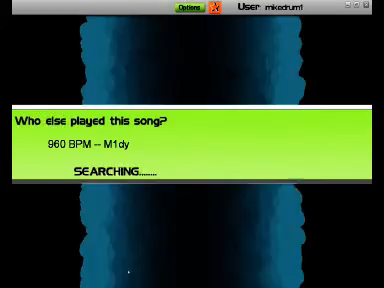 Options
User: mikedrum1
Who else played this song?
960 BPM -- M1dy
SEARCHING........